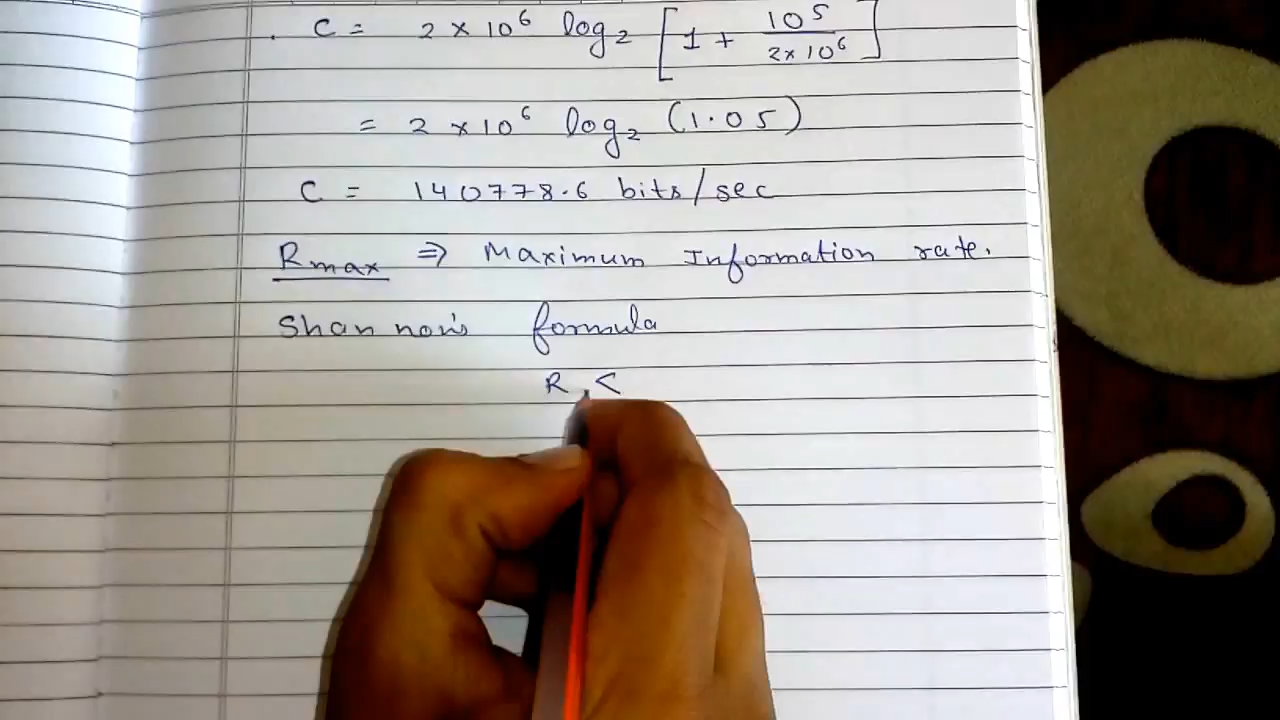 . C = 2 × 10⁶ log₂ [1 + 10⁵ / 2×10⁶]
= 2 × 10⁶ log₂ (1.05)
C = 140778.6 bits/sec
Rmax ⇒ Maximum Information rate.
Shannon's formula
R <